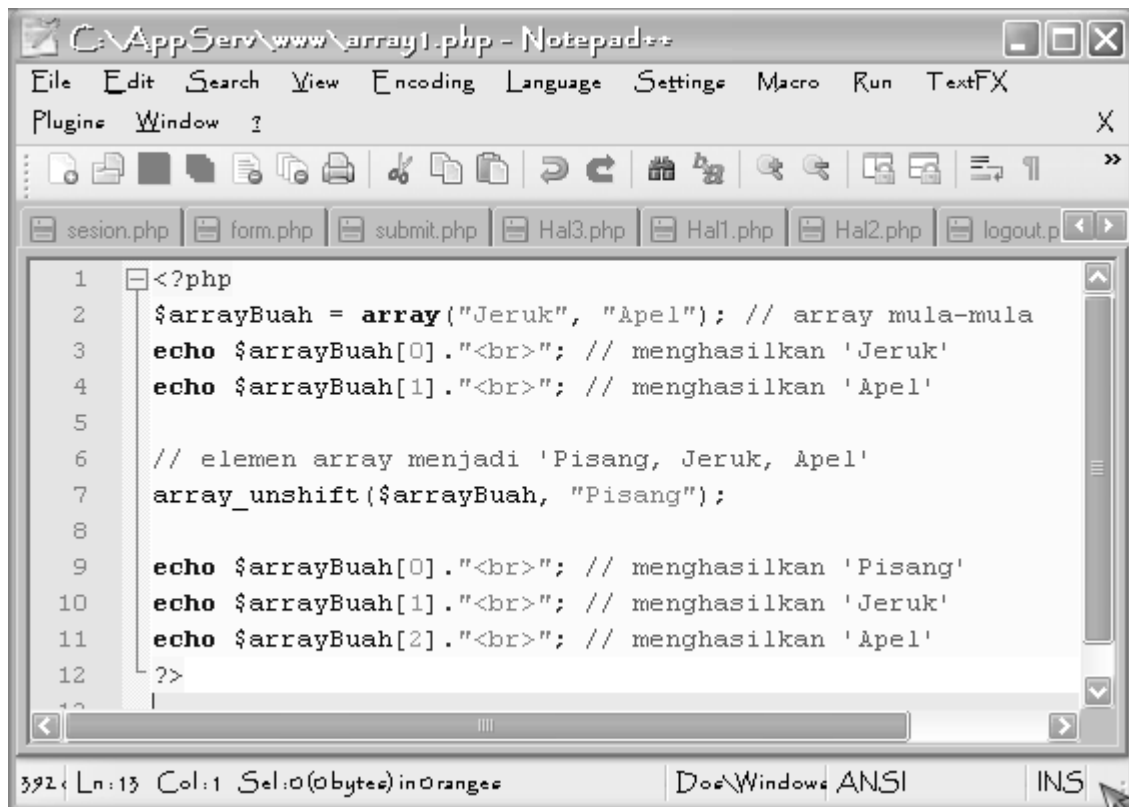 C:\AppServ\www\array1.php - Notepad++
File Edit Search View Encoding Language Settings Macro Run TextFX
Plugins Window ? X
sesion.php form.php submit.php Hal3.php Hal1.php Hal2.php logout.p
1 <?php
2 $arrayBuah = array("Jeruk", "Apel"); // array mula-mula
3 echo $arrayBuah[0]."<br>"; // menghasilkan 'Jeruk'
4 echo $arrayBuah[1]."<br>"; // menghasilkan 'Apel'
5
6 // elemen array menjadi 'Pisang, Jeruk, Apel'
7 array_unshift($arrayBuah, "Pisang");
8
9 echo $arrayBuah[0]."<br>"; // menghasilkan 'Pisang'
10 echo $arrayBuah[1]."<br>"; // menghasilkan 'Jeruk'
11 echo $arrayBuah[2]."<br>"; // menghasilkan 'Apel'
12 ?>
13
Ln:13 Col:1 Sel:0(0bytes)in0ranges Dos\Windows ANSI INS